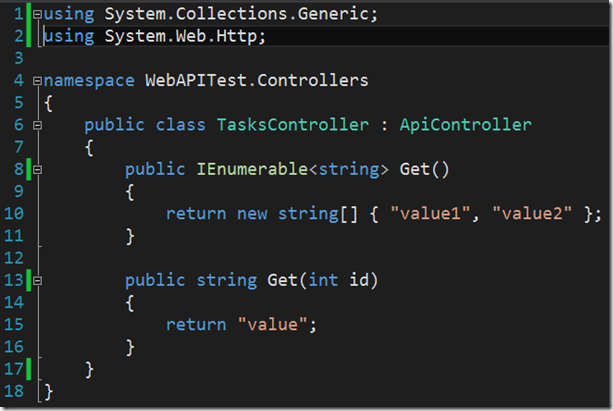 1 using System.Collections.Generic;
2 using System.Web.Http;
3
4 namespace WebAPITest.Controllers
5 {
6     public class TasksController : ApiController
7     {
8         public IEnumerable<string> Get()
9         {
10             return new string[] { "value1", "value2" };
11         }
12
13         public string Get(int id)
14         {
15             return "value";
16         }
17     }
18 }